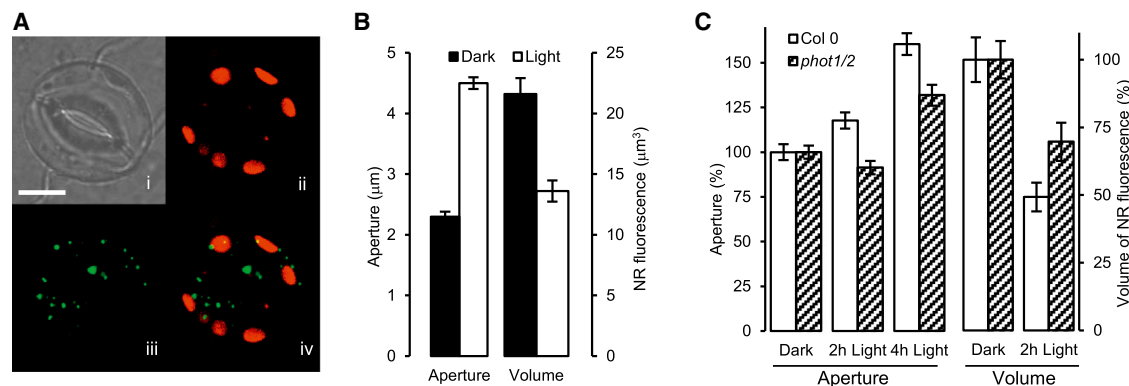 A
i
ii
iii
iv
B
Dark Light
Aperture (μm)
5
4
3
2
1
0
25
20
15
10
5
0
NR fluorescence (μm³)
Aperture Volume
C
Col 0
phot1/2
Aperture (%)
150
125
100
75
50
25
0
100
75
50
25
0
Volume of NR fluorescence (%)
Dark 2h Light 4h Light Dark 2h Light
Aperture Volume